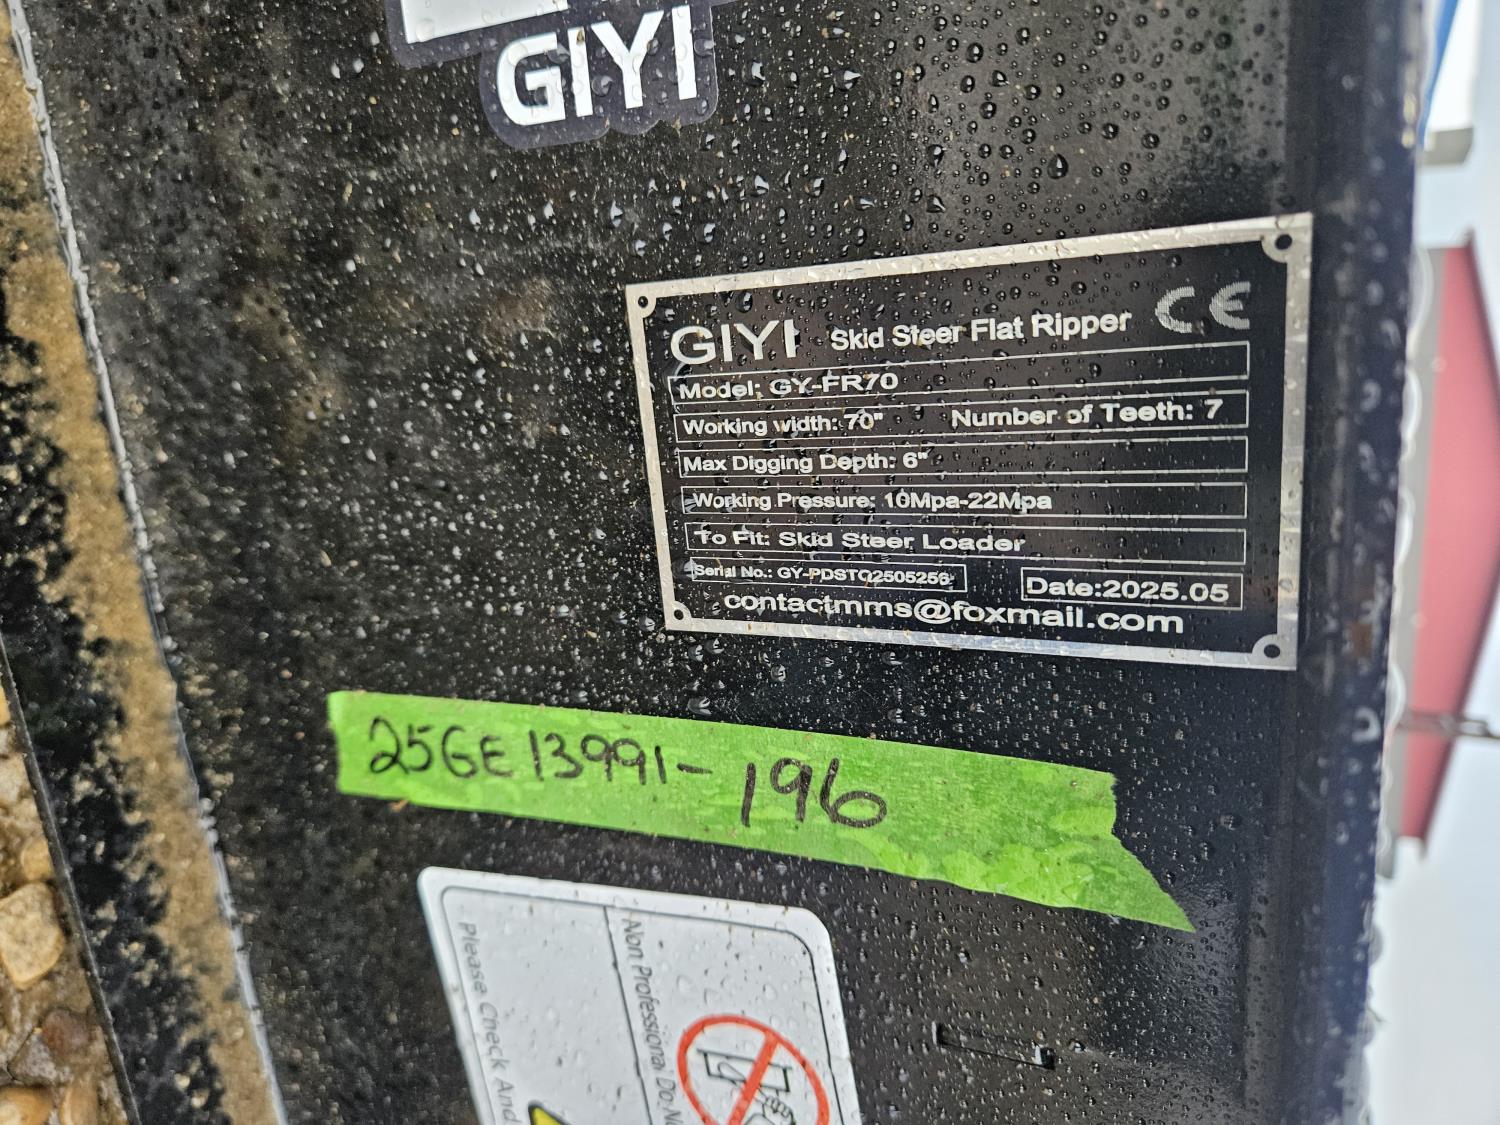 GIYI
GIYI Skid Steer Flat Ripper CE
Model: GY-FR70
Working width: 70" Number of Teeth: 7
Max Digging Depth: 6"
Working Pressure: 10Mpa-22Mpa
To Fit: Skid Steer Loader
Serial No.: GY-PDSTQ2505256 Date:2025.05
contactmms@foxmail.com
25GE13991-196
Non Professional Do
Please Check And